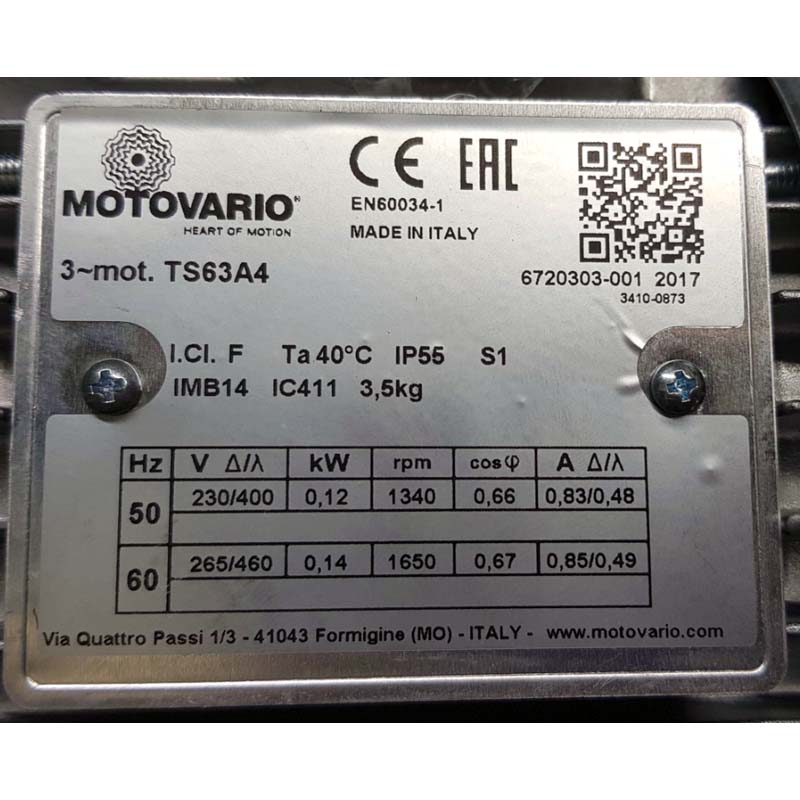 MOTOVARIO®
HEART OF MOTION
CE EAC
EN60034-1
MADE IN ITALY
3~mot. TS63A4
6720303-001 2017
3410-0873
I.Cl. F Ta 40°C IP55 S1
IMB14 IC411 3,5kg
Hz V Δ/λ kW rpm cosφ A Δ/λ
50 230/400 0,12 1340 0,66 0,83/0,48
60 265/460 0,14 1650 0,67 0,85/0,49
Via Quattro Passi 1/3 - 41043 Formigine (MO) - ITALY - www.motovario.com